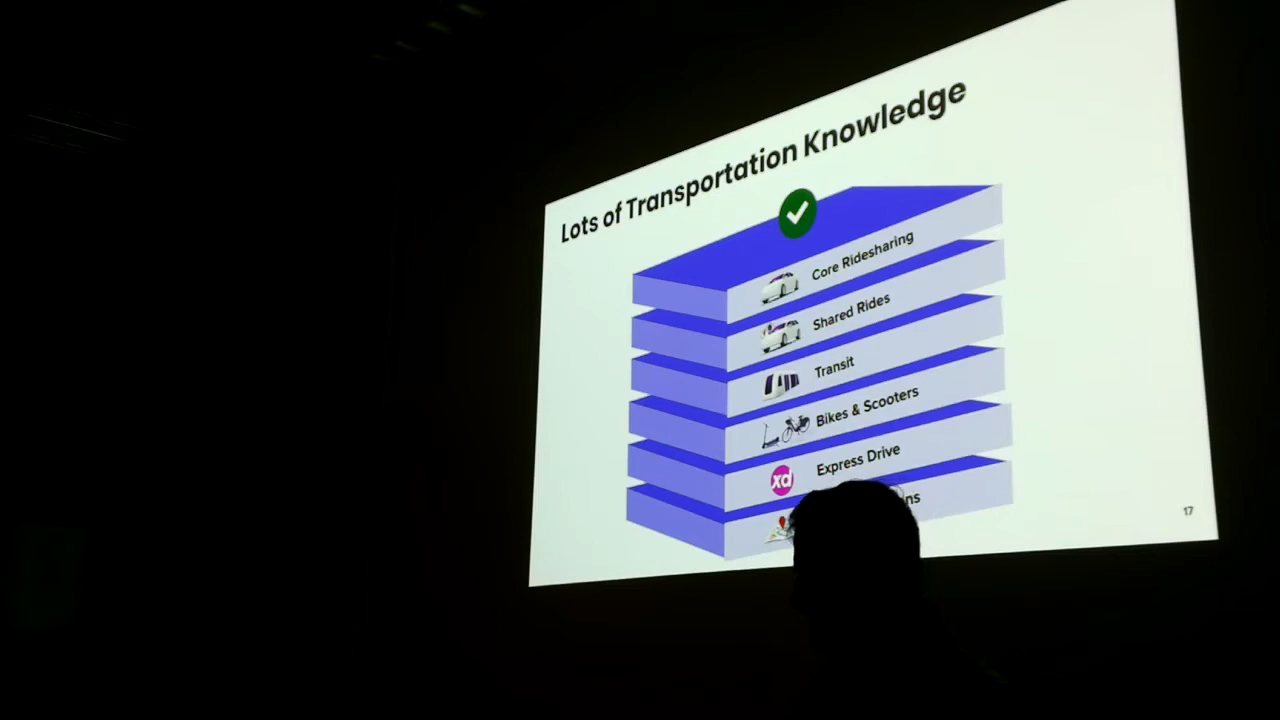 Lots of Transportation Knowledge
Core Ridesharing
Shared Rides
Transit
Bikes & Scooters
xd Express Drive
17